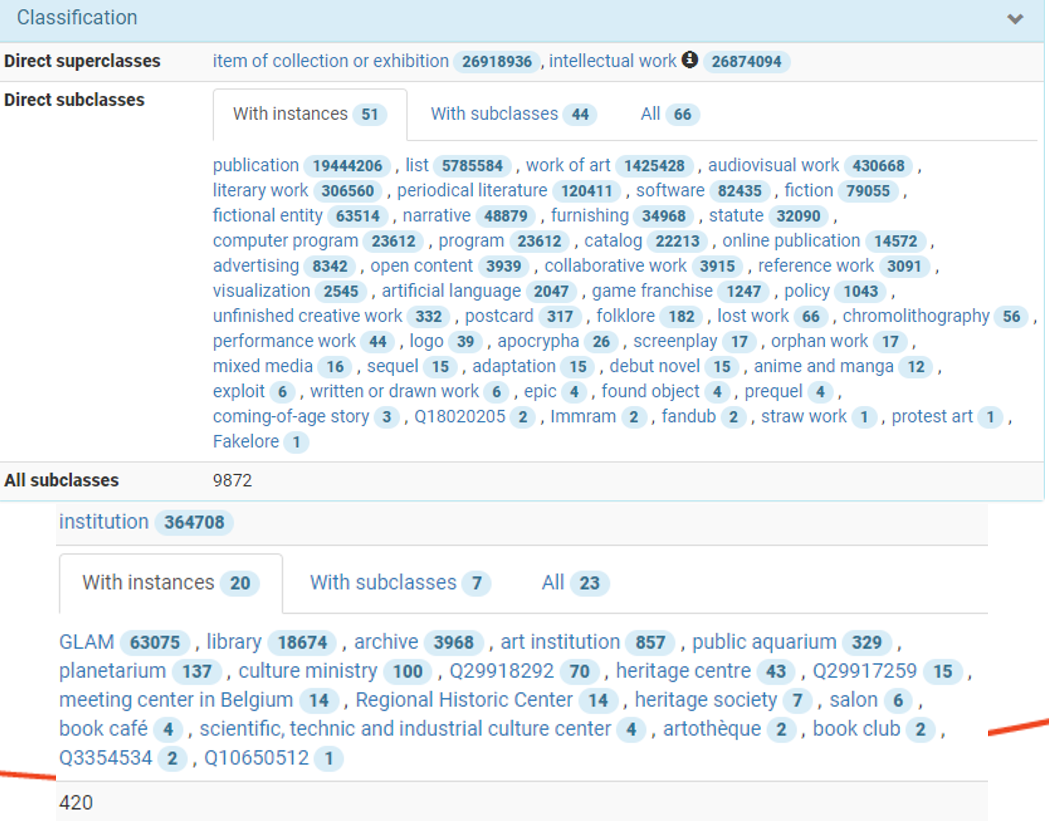 Classification
Direct superclasses item of collection or exhibition 26918936 , intellectual work 26874094
Direct subclasses With instances 51 With subclasses 44 All 66
publication 19444206 , list 5785584 , work of art 1425428 , audiovisual work 430668 ,
literary work 306560 , periodical literature 120411 , software 82435 , fiction 79055 ,
fictional entity 63514 , narrative 48879 , furnishing 34968 , statute 32090 ,
computer program 23612 , program 23612 , catalog 22213 , online publication 14572 ,
advertising 8342 , open content 3939 , collaborative work 3915 , reference work 3091 ,
visualization 2545 , artificial language 2047 , game franchise 1247 , policy 1043 ,
unfinished creative work 332 , postcard 317 , folklore 182 , lost work 66 , chromolithography 56 ,
performance work 44 , logo 39 , apocrypha 26 , screenplay 17 , orphan work 17 ,
mixed media 16 , sequel 15 , adaptation 15 , debut novel 15 , anime and manga 12 ,
exploit 6 , written or drawn work 6 , epic 4 , found object 4 , prequel 4 ,
coming-of-age story 3 , Q18020205 2 , Immram 2 , fandub 2 , straw work 1 , protest art 1 ,
Fakelore 1
All subclasses 9872
institution 364708
With instances 20 With subclasses 7 All 23
GLAM 63075 , library 18674 , archive 3968 , art institution 857 , public aquarium 329 ,
planetarium 137 , culture ministry 100 , Q29918292 70 , heritage centre 43 , Q29917259 15 ,
meeting center in Belgium 14 , Regional Historic Center 14 , heritage society 7 , salon 6 ,
book café 4 , scientific, technic and industrial culture center 4 , artothèque 2 , book club 2 ,
Q3354534 2 , Q10650512 1
420